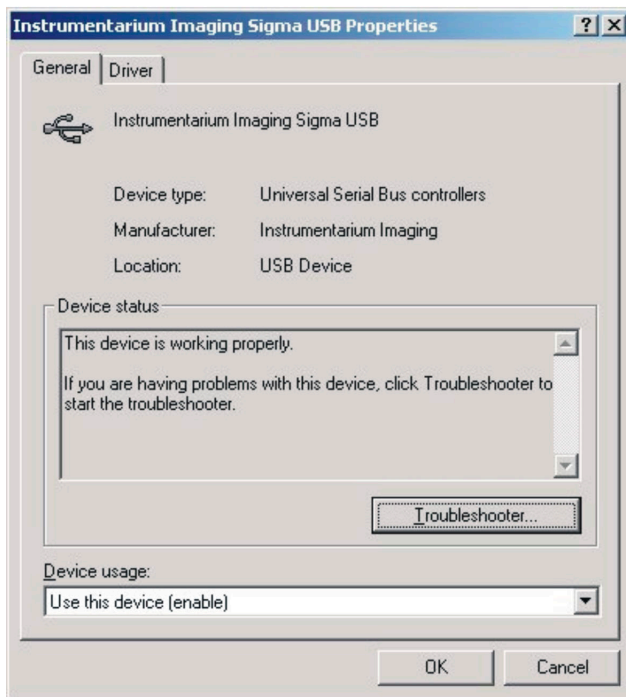 Instrumentarium Imaging Sigma USB Properties
General Driver
Instrumentarium Imaging Sigma USB
Device type: Universal Serial Bus controllers
Manufacturer: Instrumentarium Imaging
Location: USB Device
Device status
This device is working properly.
If you are having problems with this device, click Troubleshooter to
start the troubleshooter.
Troubleshooter...
Device usage:
Use this device (enable)
OK Cancel